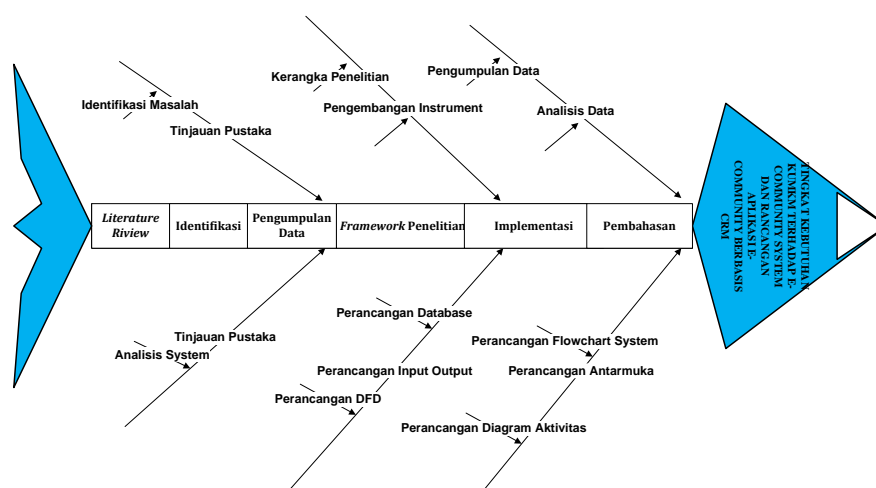 Identifikasi Masalah
Tinjauan Pustaka
Kerangka Penelitian
Pengembangan Instrument
Pengumpulan Data
Analisis Data
Literature
Riview
Identifikasi
Pengumpulan
Data
Framework Penelitian
Implementasi
Pembahasan
TINGKAT KEBUTUHAN
KUMKM TERHADAP E-
COMMUNITY SYSTEM
DAN RANCANGAN
APLIKASI E-
COMMUNITY BERBASIS
CRM
Tinjauan Pustaka
Analisis System
Perancangan Database
Perancangan Input Output
Perancangan DFD
Perancangan Flowchart System
Perancangan Antarmuka
Perancangan Diagram Aktivitas